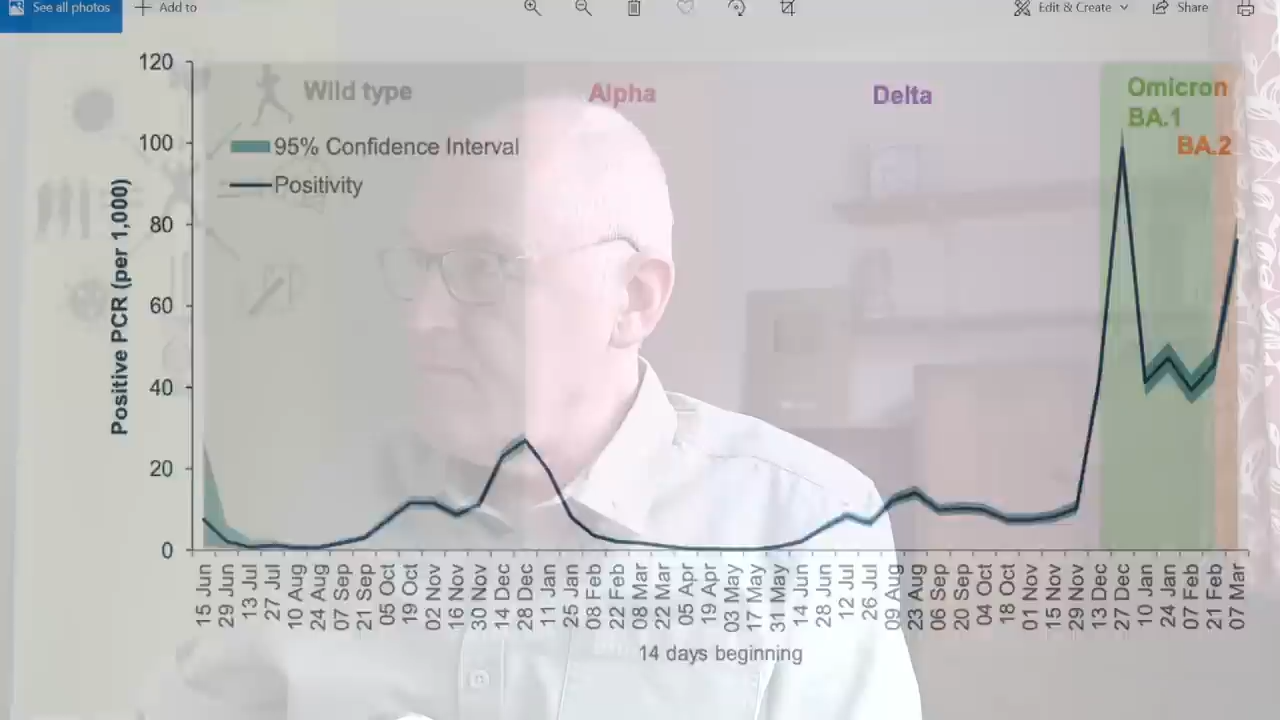 See all photos
Add to
Edit & Create
Share
120
100
80
60
40
20
0
Positive PCR (per 1,000)
Wild type
Alpha
Delta
Omicron
BA.1
BA.2
95% Confidence Interval
Positivity
15 Jun
29 Jun
13 Jul
27 Jul
10 Aug
24 Aug
07 Sep
21 Sep
05 Oct
19 Oct
02 Nov
16 Nov
30 Nov
14 Dec
28 Dec
11 Jan
25 Jan
08 Feb
22 Feb
08 Mar
22 Mar
05 Apr
19 Apr
03 May
17 May
31 May
14 Jun
28 Jun
12 Jul
26 Jul
09 Aug
23 Aug
06 Sep
20 Sep
04 Oct
18 Oct
01 Nov
15 Nov
29 Nov
13 Dec
27 Dec
10 Jan
24 Jan
07 Feb
21 Feb
07 Mar
14 days beginning